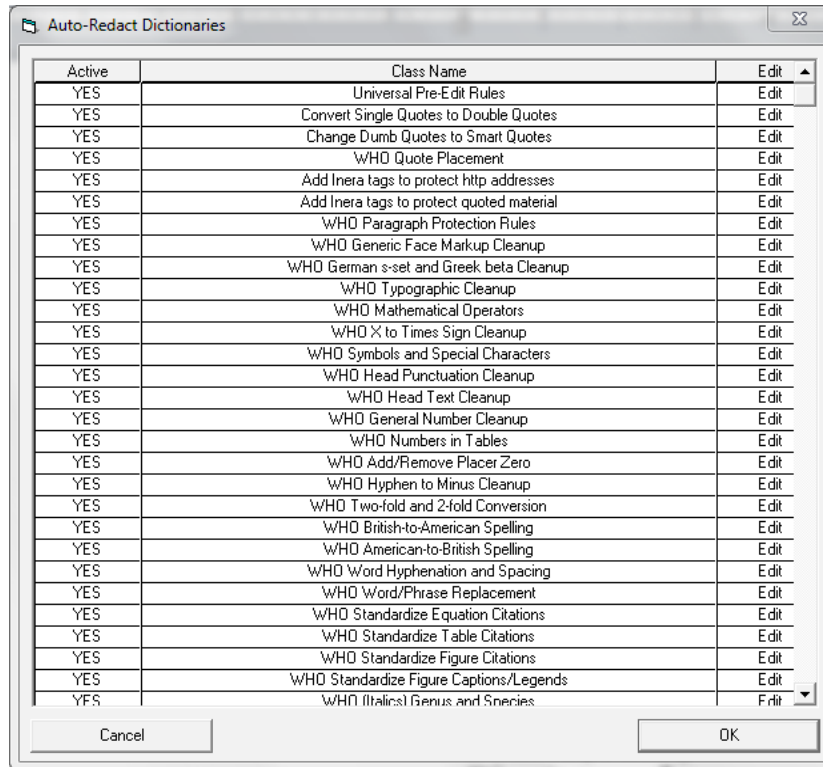 Auto-Redact Dictionaries
Active Class Name Edit
YES Universal Pre-Edit Rules Edit
YES Convert Single Quotes to Double Quotes Edit
YES Change Dumb Quotes to Smart Quotes Edit
YES WHO Quote Placement Edit
YES Add Inera tags to protect http addresses Edit
YES Add Inera tags to protect quoted material Edit
YES WHO Paragraph Protection Rules Edit
YES WHO Generic Face Markup Cleanup Edit
YES WHO German s-set and Greek beta Cleanup Edit
YES WHO Typographic Cleanup Edit
YES WHO Mathematical Operators Edit
YES WHO X to Times Sign Cleanup Edit
YES WHO Symbols and Special Characters Edit
YES WHO Head Punctuation Cleanup Edit
YES WHO Head Text Cleanup Edit
YES WHO General Number Cleanup Edit
YES WHO Numbers in Tables Edit
YES WHO Add/Remove Placer Zero Edit
YES WHO Hyphen to Minus Cleanup Edit
YES WHO Two-fold and 2-fold Conversion Edit
YES WHO British-to-American Spelling Edit
YES WHO American-to-British Spelling Edit
YES WHO Word Hyphenation and Spacing Edit
YES WHO Word/Phrase Replacement Edit
YES WHO Standardize Equation Citations Edit
YES WHO Standardize Table Citations Edit
YES WHO Standardize Figure Citations Edit
YES WHO Standardize Figure Captions/Legends Edit
YES WHO (Italics) Genus and Species Edit
Cancel OK